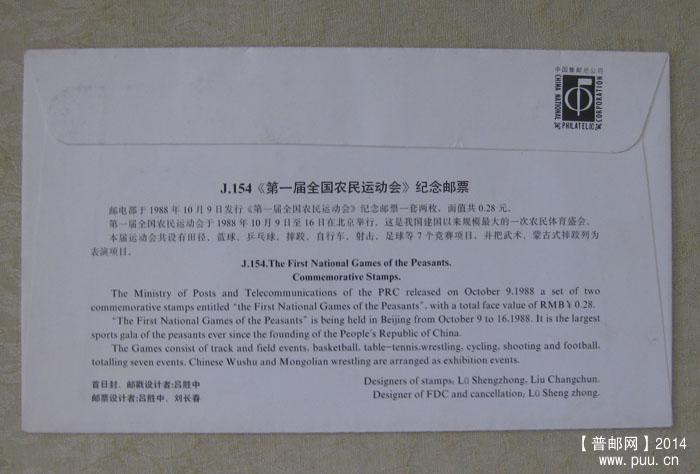 中国集邮总公司
CHINA NATIONAL
PHILATELIC
CORPORATION
J.154《第一届全国农民运动会》纪念邮票
邮电部于1988年10月9日发行《第一届全国农民运动会》纪念邮票一套两枚，面值共0.28元。
第一届全国农民运动会于1988年10月9日至16日在北京举行，这是我国建国以来规模最大的一次农民体育盛会。
本届运动会共设有田径、蓝球、乒乓球，摔跤、自行车、射击、足球等7个竞赛项目，并把武术、蒙古式摔跤列为
表演项目。
J.154.The First National Games of the Peasants.
Commemorative Stamps.
The Ministry of Posts and Telecommunications of the PRC released on October 9.1988 a set of two
commemorative stamps entitled "the First National Games of the Peasants", with a total face value of RMB¥ 0.28.
"The First National Games of the Peasants" is being held in Beijing from October 9 to 16.1988. It is the largest
sports gala of the peasants ever since the founding of the People's Republic of China.
The Games consist of track and field events, basketball, table-tennis,wrestling, cycling, shooting and football,
totalling seven events. Chinese Wushu and Mongolian wrestling are arranged as exhibition events.
首日封、邮戳设计者:吕胜中
邮票设计者:吕胜中、刘长春
Designers of stamps: Lü Shengzhong, Liu Changchun.
Designer of FDC and cancellation: Lü Sheng zhong.
【普邮网】2014
www.puu.cn